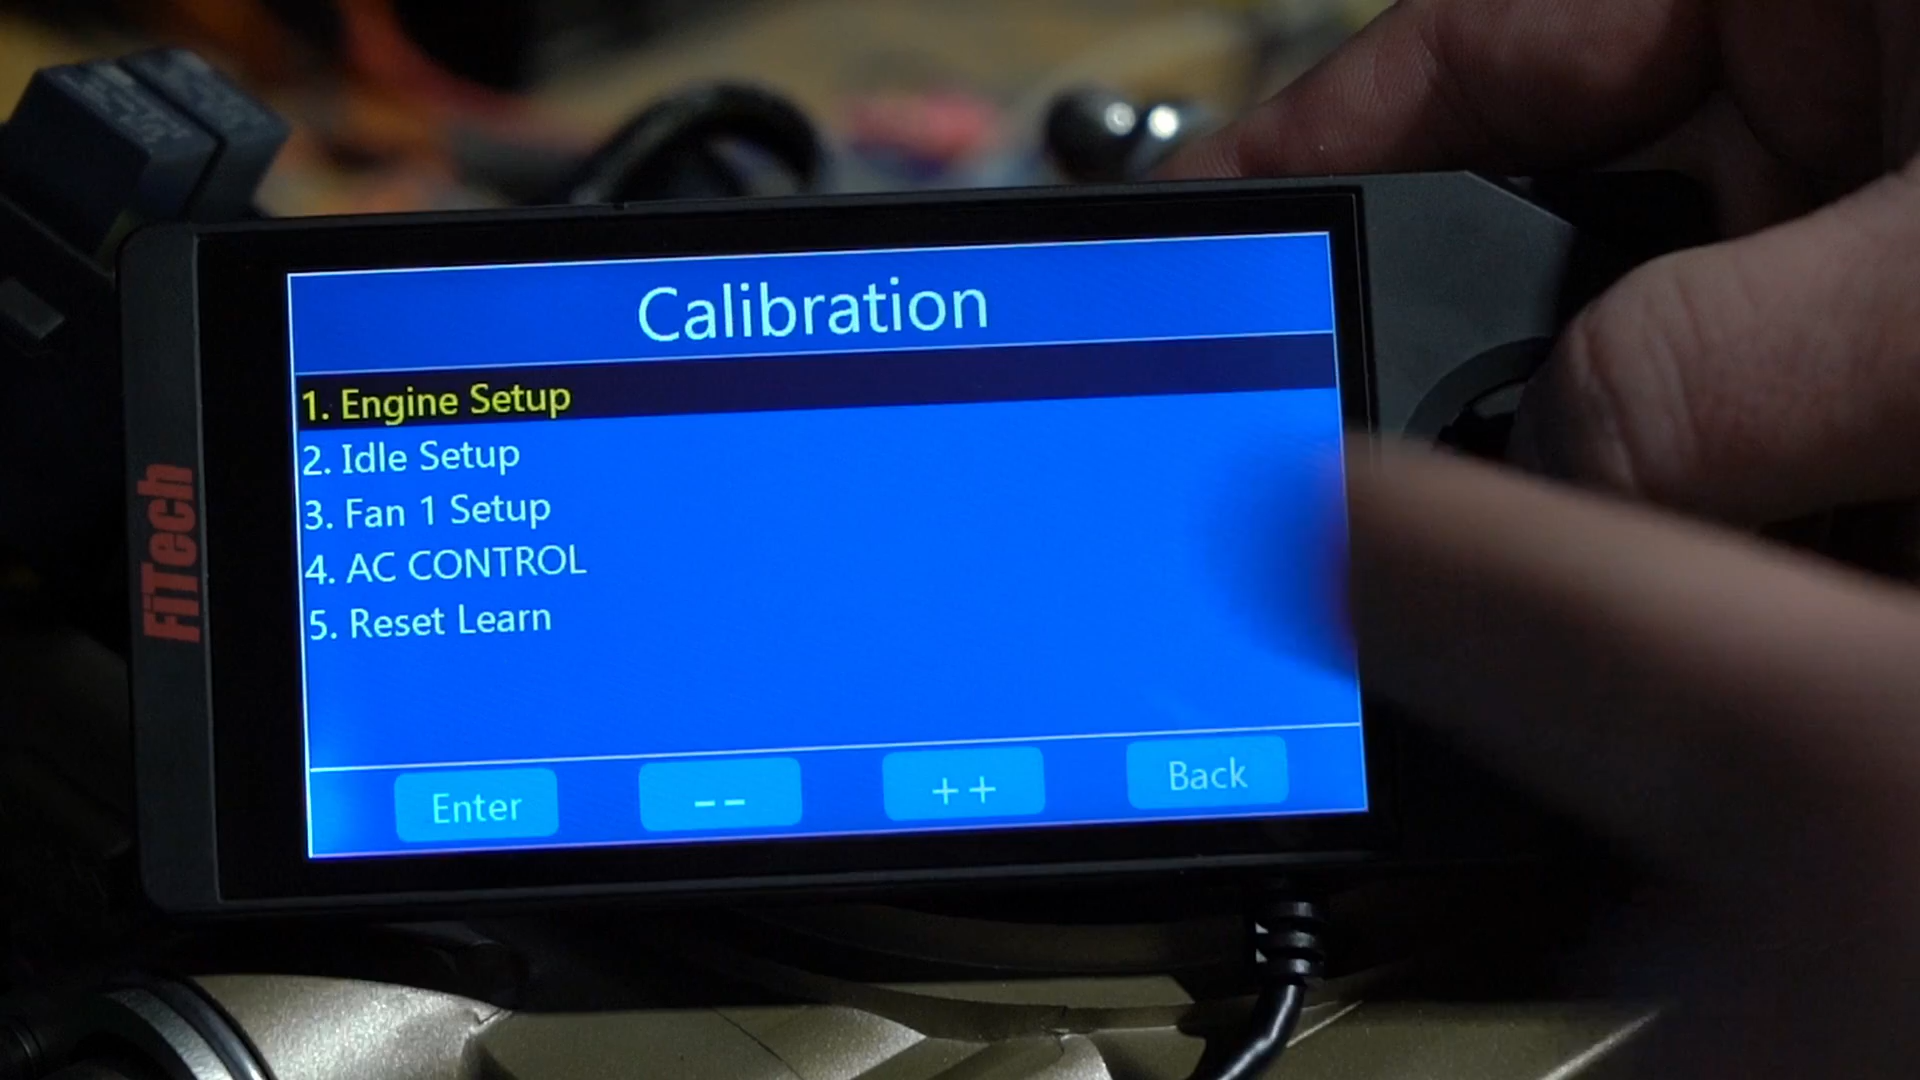 Calibration
1. Engine Setup
2. Idle Setup
3. Fan 1 Setup
4. AC CONTROL
5. Reset Learn
Enter
--
++
Back
FiTech